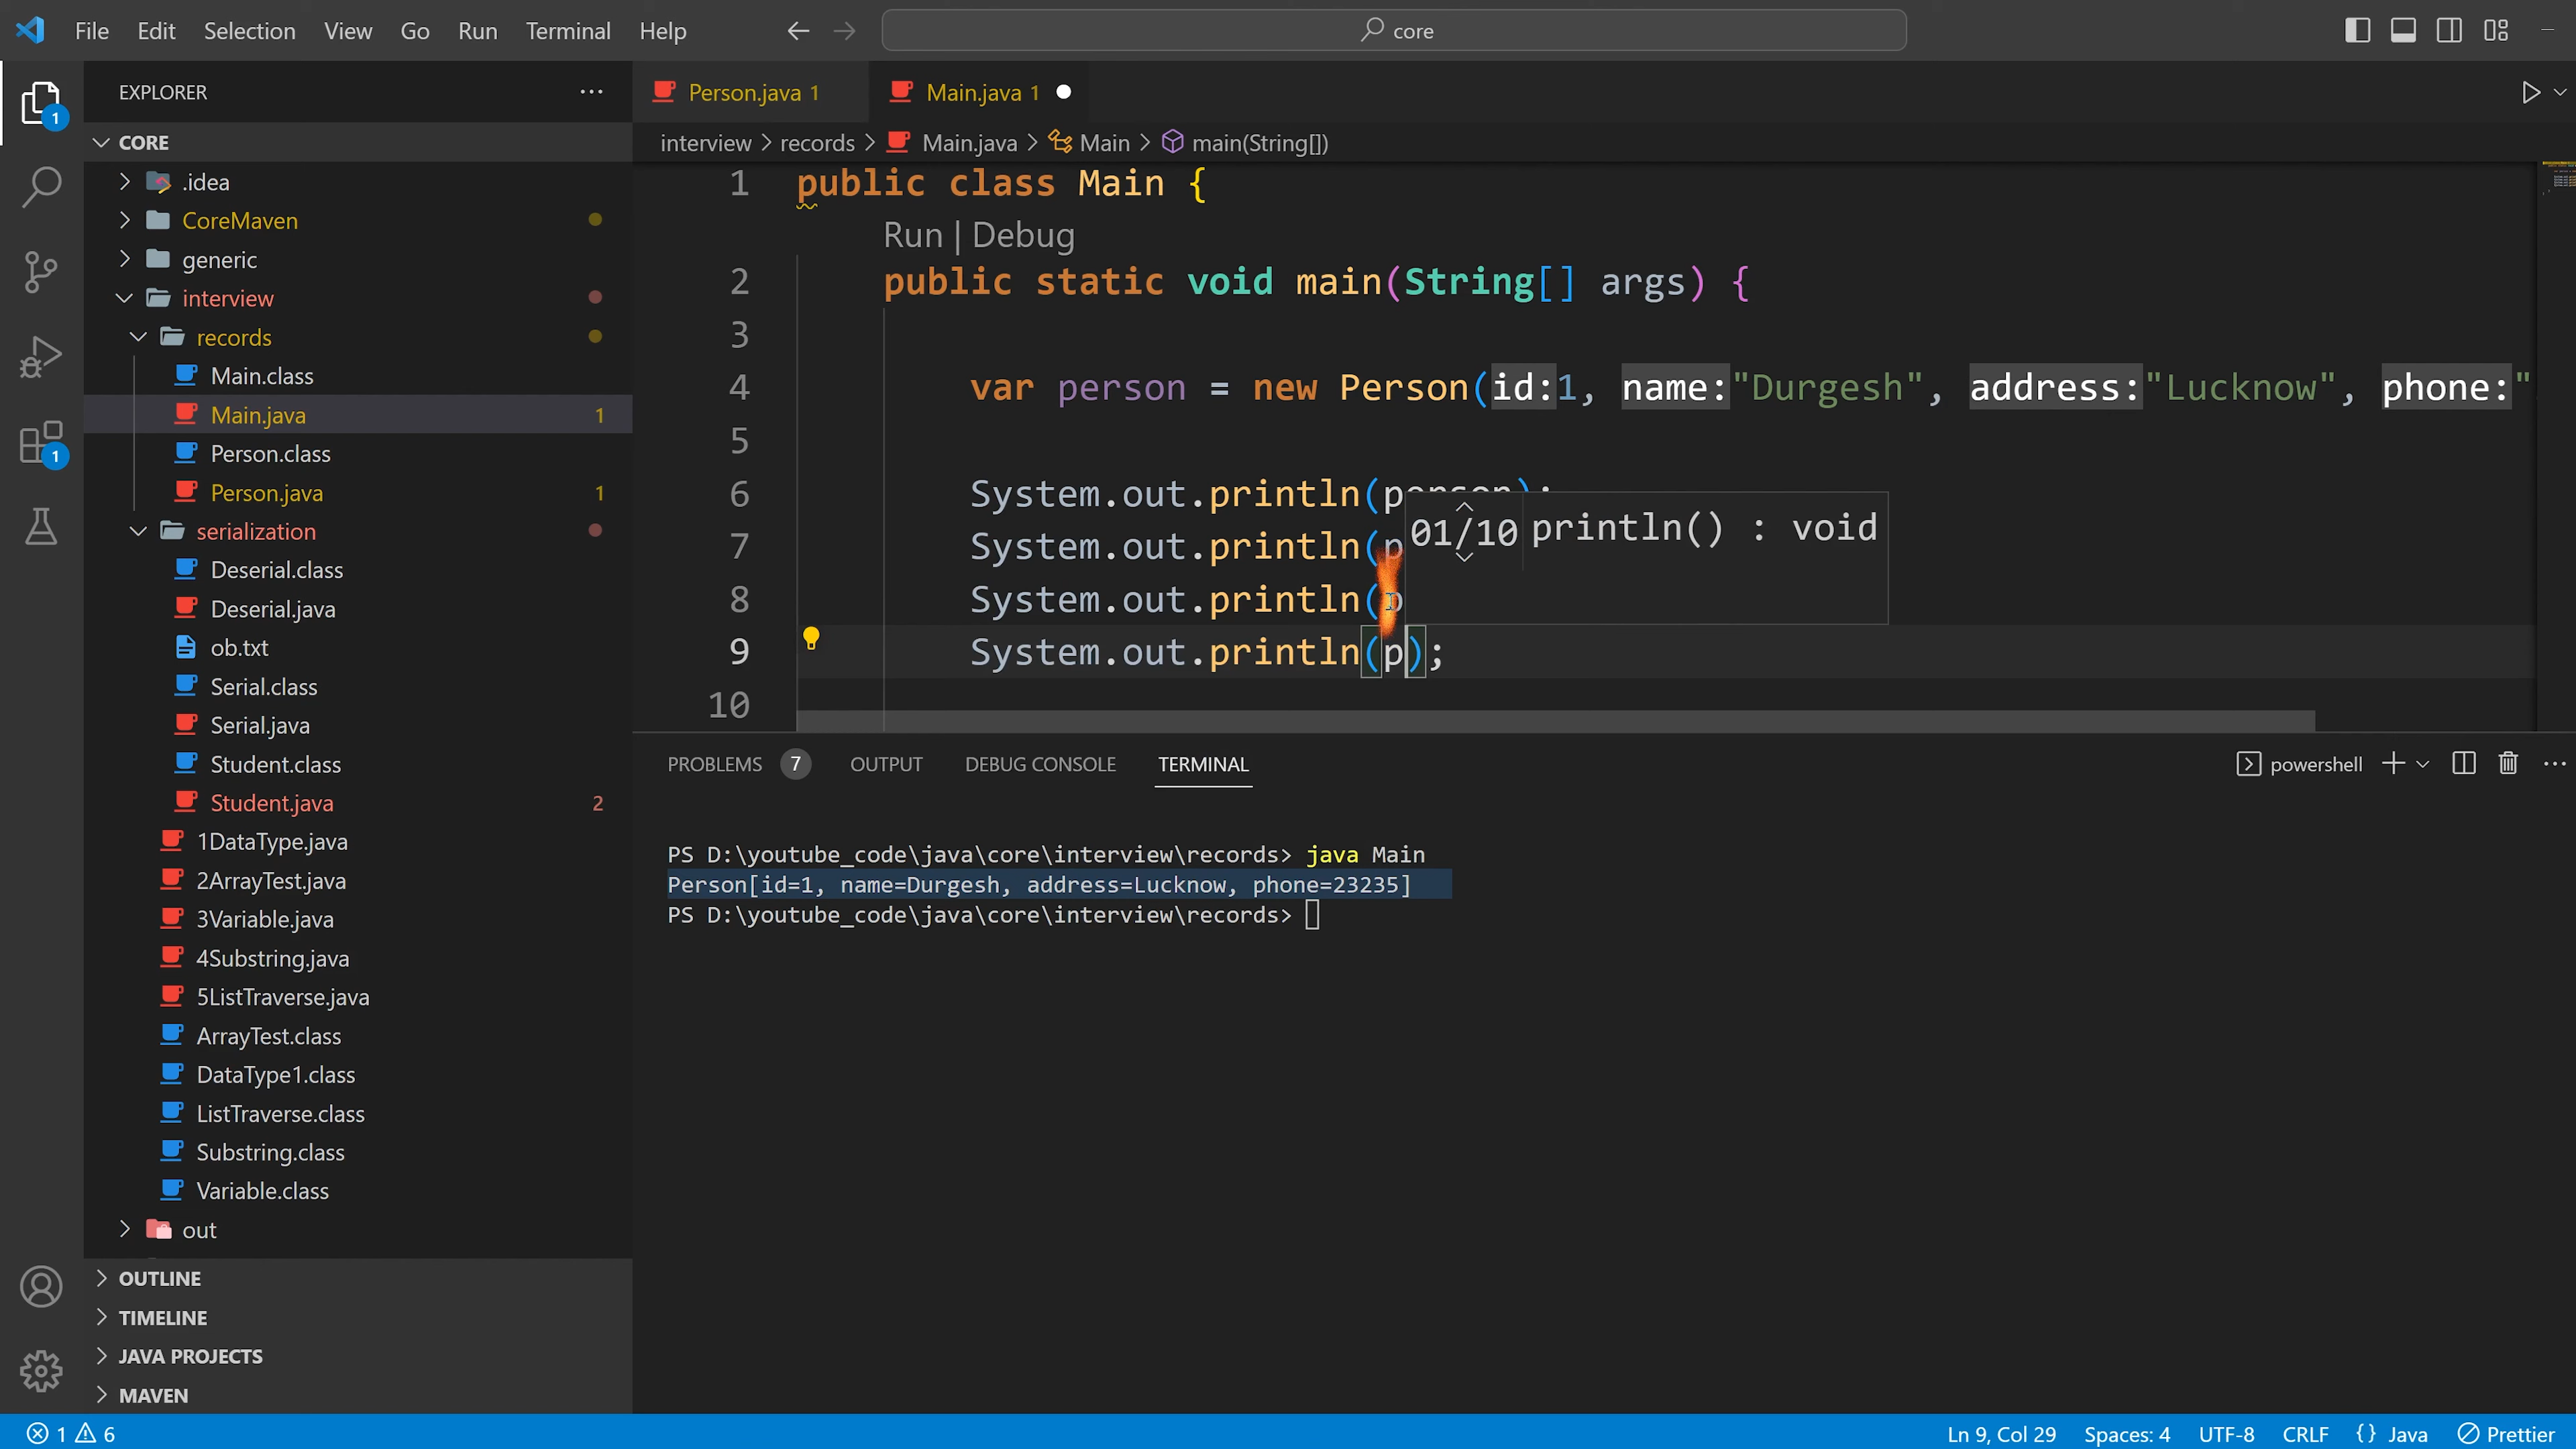 File Edit Selection View Go Run Terminal Help
core
EXPLORER
CORE
.idea
CoreMaven
generic
interview
records
Main.class
Main.java 1
Person.class
Person.java 1
serialization
Deserial.class
Deserial.java
ob.txt
Serial.class
Serial.java
Student.class
Student.java 2
1DataType.java
2ArrayTest.java
3Variable.java
4Substring.java
5ListTraverse.java
ArrayTest.class
DataType1.class
ListTraverse.class
Substring.class
Variable.class
out
OUTLINE
TIMELINE
JAVA PROJECTS
MAVEN
1
1
Person.java 1
Main.java 1
interview > records > Main.java > Main > main(String[])
1 public class Main {
Run | Debug
2 public static void main(String[] args) {
3
4 var person = new Person(id:1, name:"Durgesh", address:"Lucknow", phone:"
5
6 System.out.println(person);
7 System.out.println(p
8 System.out.println(p
9 System.out.println(p);
10
01/10 println() : void
PROBLEMS 7 OUTPUT DEBUG CONSOLE TERMINAL
powershell
PS D:\youtube_code\java\core\interview\records> java Main
Person[id=1, name=Durgesh, address=Lucknow, phone=23235]
PS D:\youtube_code\java\core\interview\records>
1 6
Ln 9, Col 29 Spaces: 4 UTF-8 CRLF {} Java Prettier